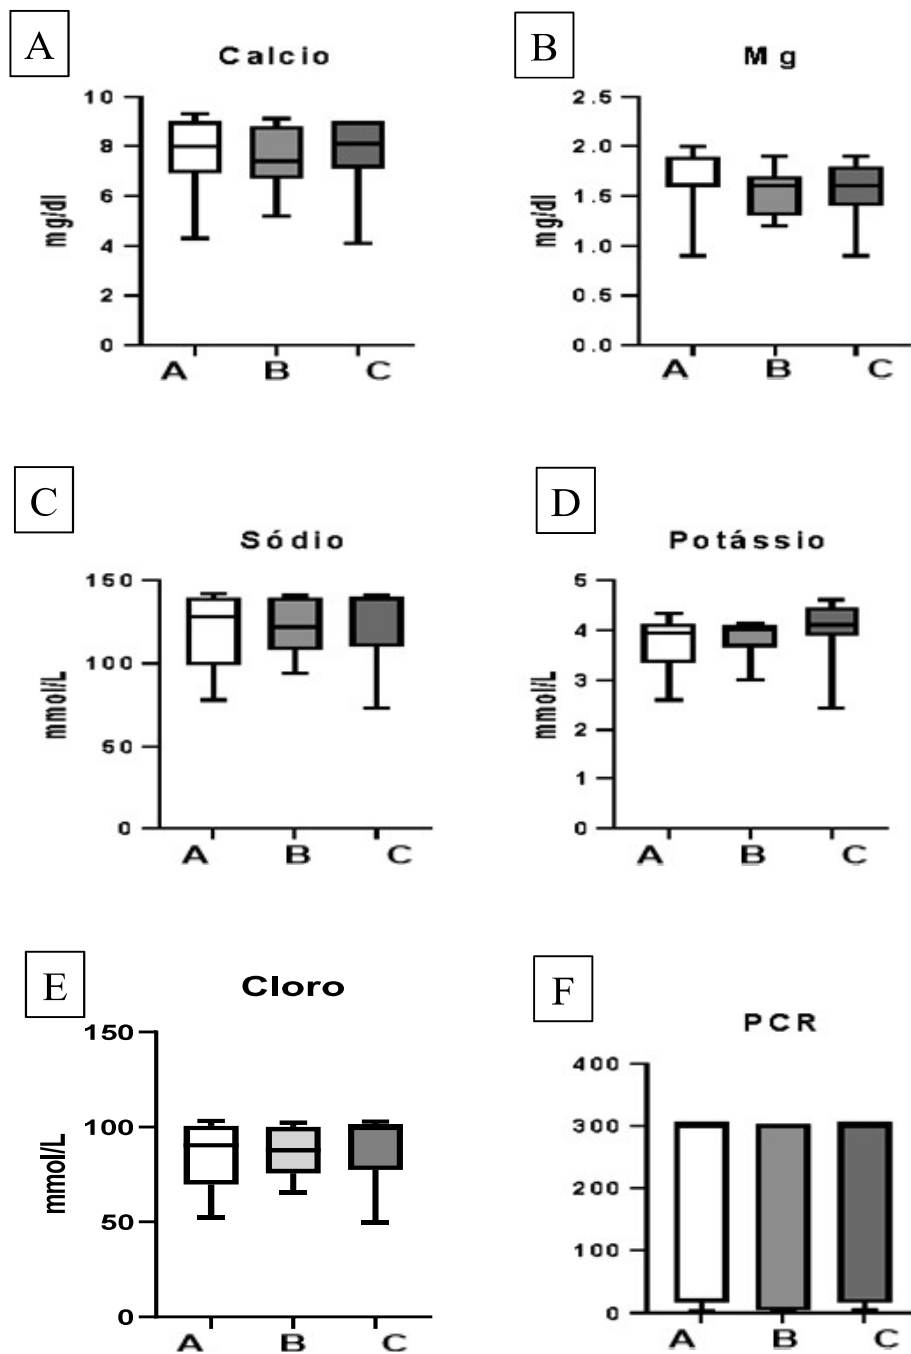 A
Calcio
10
8
6
4
2
0
mg/dl
A B C
B
Mg
2.5
2.0
1.5
1.0
0.5
0.0
mg/dl
A B C
C
Sódio
150
100
50
0
mmol/L
A B C
D
Potássio
5
4
3
2
1
0
mmol/L
A B C
E
Cloro
150
100
50
0
mmol/L
A B C
F
PCR
400
300
200
100
0
A B C